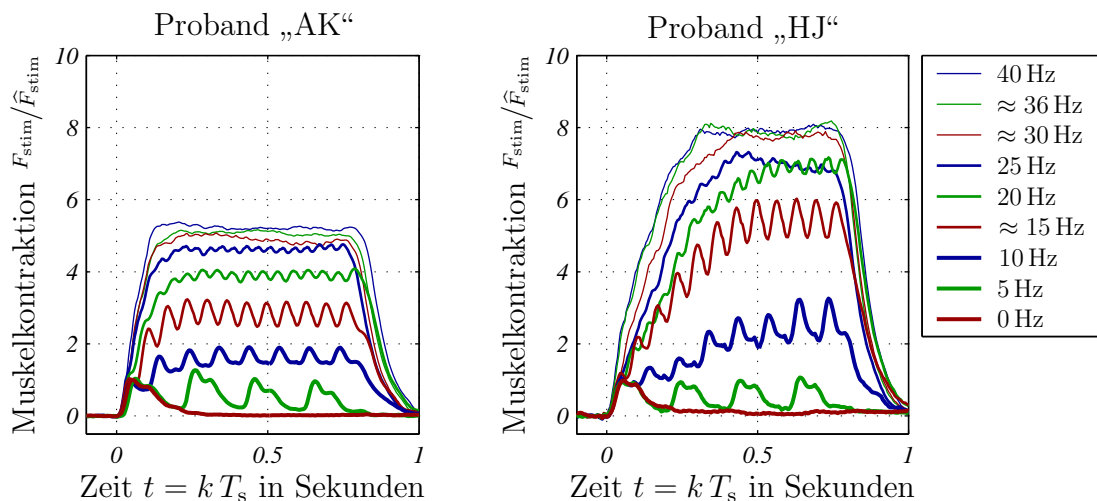 Proband „AK“
Muskelkontraktion F_stim/F̂_stim
10
8
6
4
2
0
0
0.5
1
Zeit t = k T_s in Sekunden
Proband „HJ“
Muskelkontraktion F_stim/F̂_stim
10
8
6
4
2
0
0
0.5
1
Zeit t = k T_s in Sekunden
40 Hz
≈ 36 Hz
≈ 30 Hz
25 Hz
20 Hz
≈ 15 Hz
10 Hz
5 Hz
0 Hz